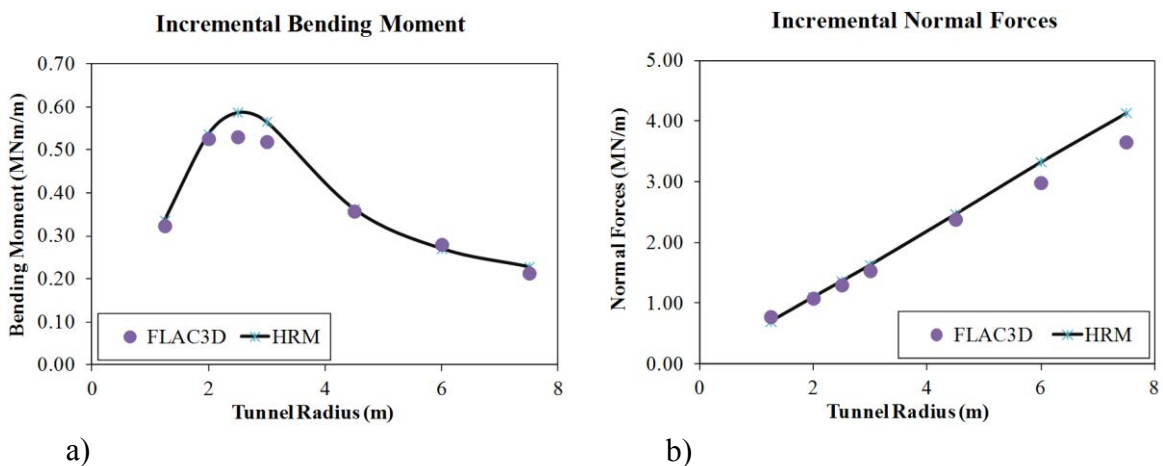 Incremental Bending Moment
Bending Moment (MNm/m)
0.70
0.60
0.50
0.40
0.30
0.20
0.10
0.00
FLAC3D HRM
0 2 4 6 8
Tunnel Radius (m)
a)
Incremental Normal Forces
Normal Forces (MN/m)
5.00
4.00
3.00
2.00
1.00
0.00
FLAC3D HRM
0 2 4 6 8
Tunnel Radius (m)
b)